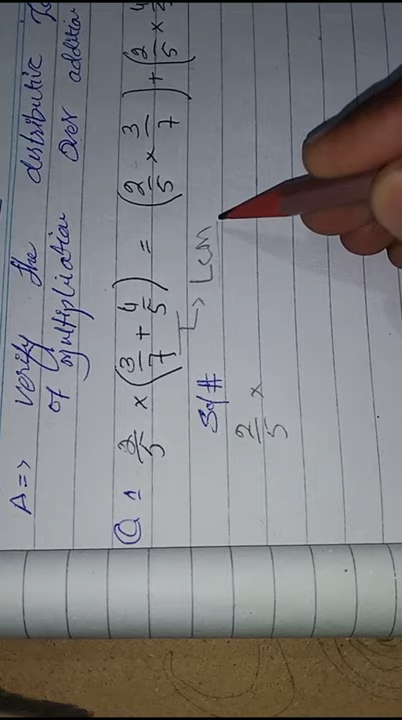 A => verify the distributive
of multiplication over addition
Q1 2/5 × (3/7 + 4/5) = (2/5 × 3/7) + (2/5 ×
→ Lcm
Sol#
2/5 ×